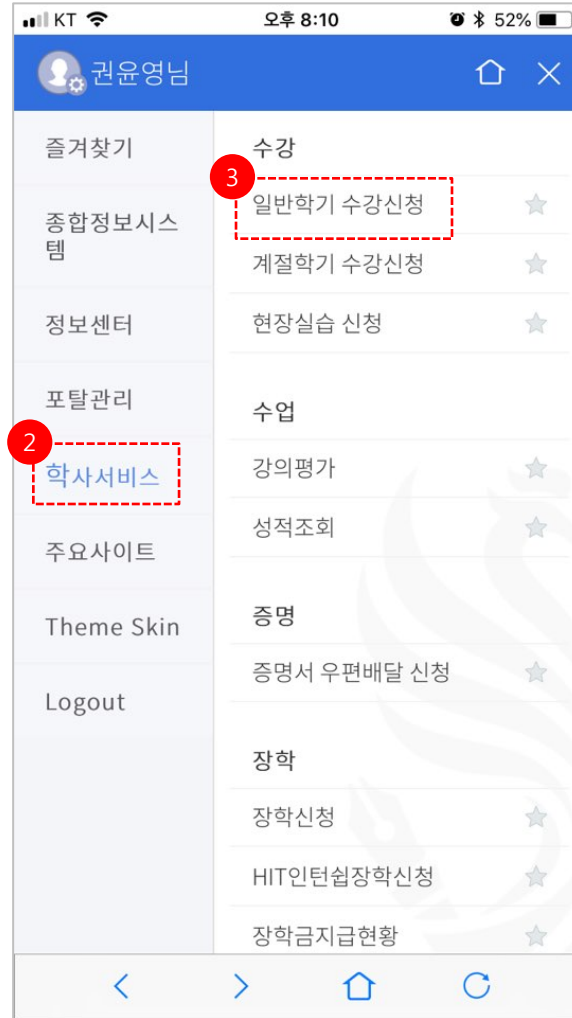 KT 오후 8:10 52%
권윤영님
즐겨찾기
종합정보시스
템
정보센터
포탈관리
2
학사서비스
주요사이트
Theme Skin
Logout
수강
3
일반학기 수강신청
계절학기 수강신청
현장실습 신청
수업
강의평가
성적조회
증명
증명서 우편배달 신청
장학
장학신청
HIT인턴쉽장학신청
장학금지급현황